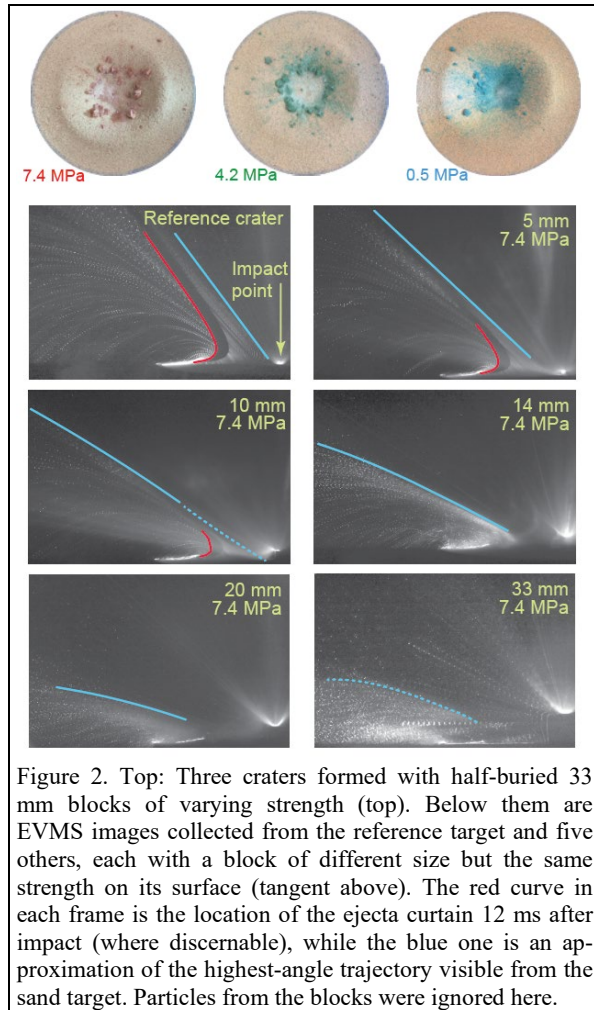 7.4 MPa
4.2 MPa
0.5 MPa
Reference crater
Impact
point
5 mm
7.4 MPa
10 mm
7.4 MPa
14 mm
7.4 MPa
20 mm
7.4 MPa
33 mm
7.4 MPa
Figure 2. Top: Three craters formed with half-buried 33
mm blocks of varying strength (top). Below them are
EVMS images collected from the reference target and five
others, each with a block of different size but the same
strength on its surface (tangent above). The red curve in
each frame is the location of the ejecta curtain 12 ms after
impact (where discernable), while the blue one is an ap-
proximation of the highest-angle trajectory visible from the
sand target. Particles from the blocks were ignored here.